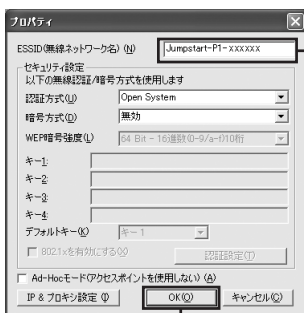 プロパティ
ESSID(無線ネットワーク名) (N) Jumpstart-P1-xxxxxx
セキュリティ設定
以下の無線認証/暗号方式を使用します
認証方式(U) Open System
暗号方式(D) 無効
WEP暗号強度(L) 64 Bit - 16進数(0-9/a-f)10桁
キー1:
キー2:
キー3:
キー4:
デフォルトキー(K) キー 1
802.1xを有効にする(X) 認証設定(T)
Ad-Hocモード(アクセスポイントを使用しない) (A)
IP & プロキシ設定 (I) OK(O) キャンセル(C)